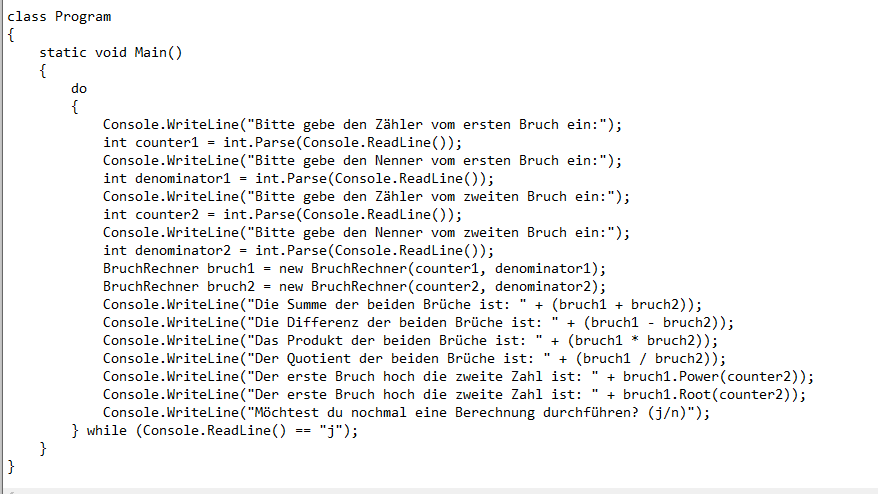 class Program
{
    static void Main()
    {
        do
        {
            Console.WriteLine("Bitte gebe den Zähler vom ersten Bruch ein:");
            int counter1 = int.Parse(Console.ReadLine());
            Console.WriteLine("Bitte gebe den Nenner vom ersten Bruch ein:");
            int denominator1 = int.Parse(Console.ReadLine());
            Console.WriteLine("Bitte gebe den Zähler vom zweiten Bruch ein:");
            int counter2 = int.Parse(Console.ReadLine());
            Console.WriteLine("Bitte gebe den Nenner vom zweiten Bruch ein:");
            int denominator2 = int.Parse(Console.ReadLine());
            BruchRechner bruch1 = new BruchRechner(counter1, denominator1);
            BruchRechner bruch2 = new BruchRechner(counter2, denominator2);
            Console.WriteLine("Die Summe der beiden Brüche ist: " + (bruch1 + bruch2));
            Console.WriteLine("Die Differenz der beiden Brüche ist: " + (bruch1 - bruch2));
            Console.WriteLine("Das Produkt der beiden Brüche ist: " + (bruch1 * bruch2));
            Console.WriteLine("Der Quotient der beiden Brüche ist: " + (bruch1 / bruch2));
            Console.WriteLine("Der erste Bruch hoch die zweite Zahl ist: " + bruch1.Power(counter2));
            Console.WriteLine("Der erste Bruch hoch die zweite Zahl ist: " + bruch1.Root(counter2));
            Console.WriteLine("Möchtest du nochmal eine Berechnung durchführen? (j/n)");
        } while (Console.ReadLine() == "j");
    }
}